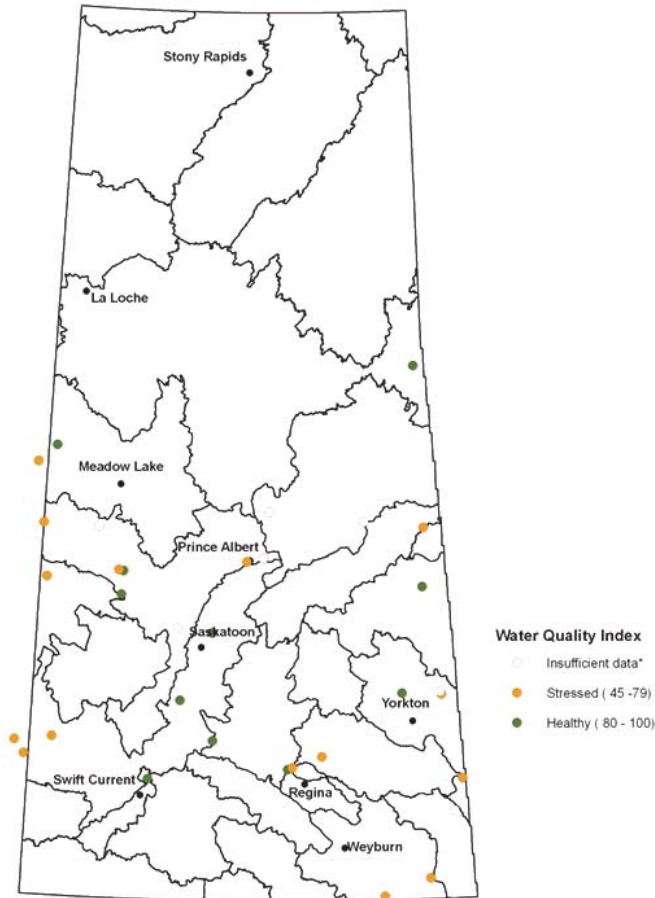 Stony Rapids
La Loche
Meadow Lake
Prince Albert
Saskatoon
Water Quality Index
Insufficient data*
Stressed ( 45 -79)
Healthy ( 80 - 100)
Yorkton
Swift Current
Regina
Weyburn